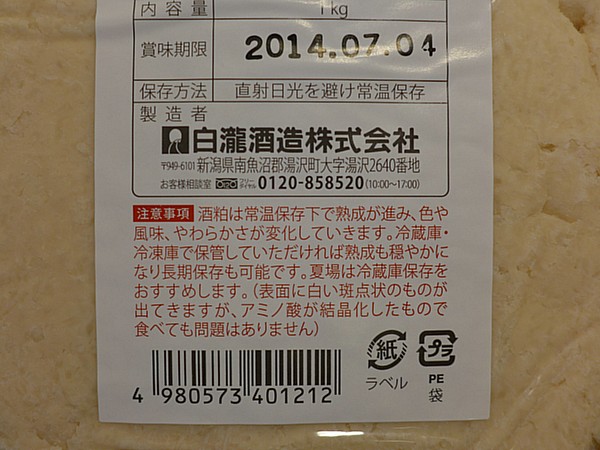 内容量 1kg
賞味期限 2014.07.04
保存方法 直射日光を避け常温保存
製造者
白瀧酒造株式会社
〒949-6101 新潟県南魚沼郡湯沢町大字湯沢2640番地
お客様相談室 フリーダイヤル 0120-858520 (10:00〜17:00)
注意事項 酒粕は常温保存下で熟成が進み、色や
風味、やわらかさが変化していきます。冷蔵庫・
冷凍庫で保管していただければ熟成も穏やかに
なり長期保存も可能です。夏場は冷蔵庫保存を
おすすめします。（表面に白い斑点状のものが
出てきますが、アミノ酸が結晶化したもので
食べても問題はありません）
紙 プラ
ラベル PE
袋
4 980573 401212